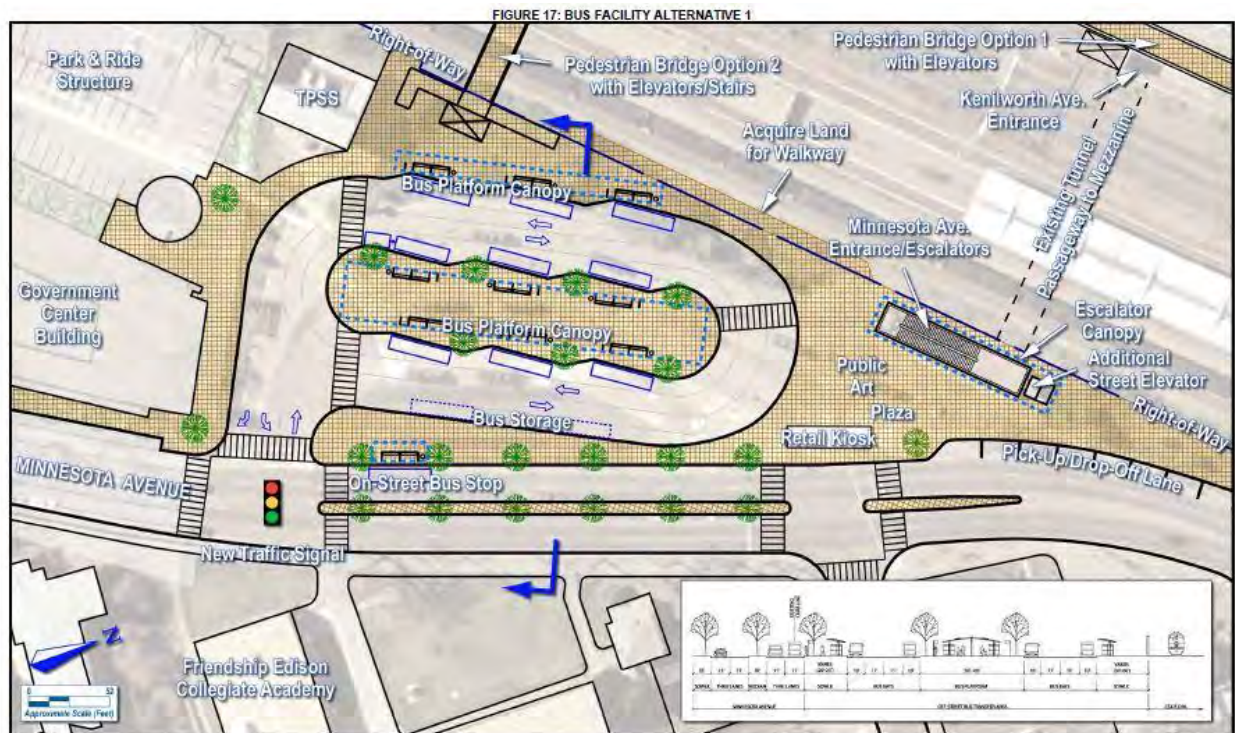 FIGURE 17: BUS FACILITY ALTERNATIVE 1
Park & Ride
Structure
TPSS
Right-of-Way
Pedestrian Bridge Option 2
with Elevators/Stairs
Pedestrian Bridge Option 1
with Elevators
Kenilworth Ave.
Entrance
Acquire Land
for Walkway
Existing Tunnel
Passageway to Mezzanine
Minnesota Ave.
Entrance/Escalators
Bus Platform Canopy
Government
Center
Building
Bus Platform Canopy
Escalator
Canopy
Additional
Street Elevator
Public
Art
Plaza
Right-of-Way
Bus Storage
Retail Kiosk
Pick-Up/Drop-Off Lane
MINNESOTA AVENUE
On-Street Bus Stop
New Traffic Signal
Friendship Edison
Collegiate Academy
N
0 52
Approximate Scale (Feet)